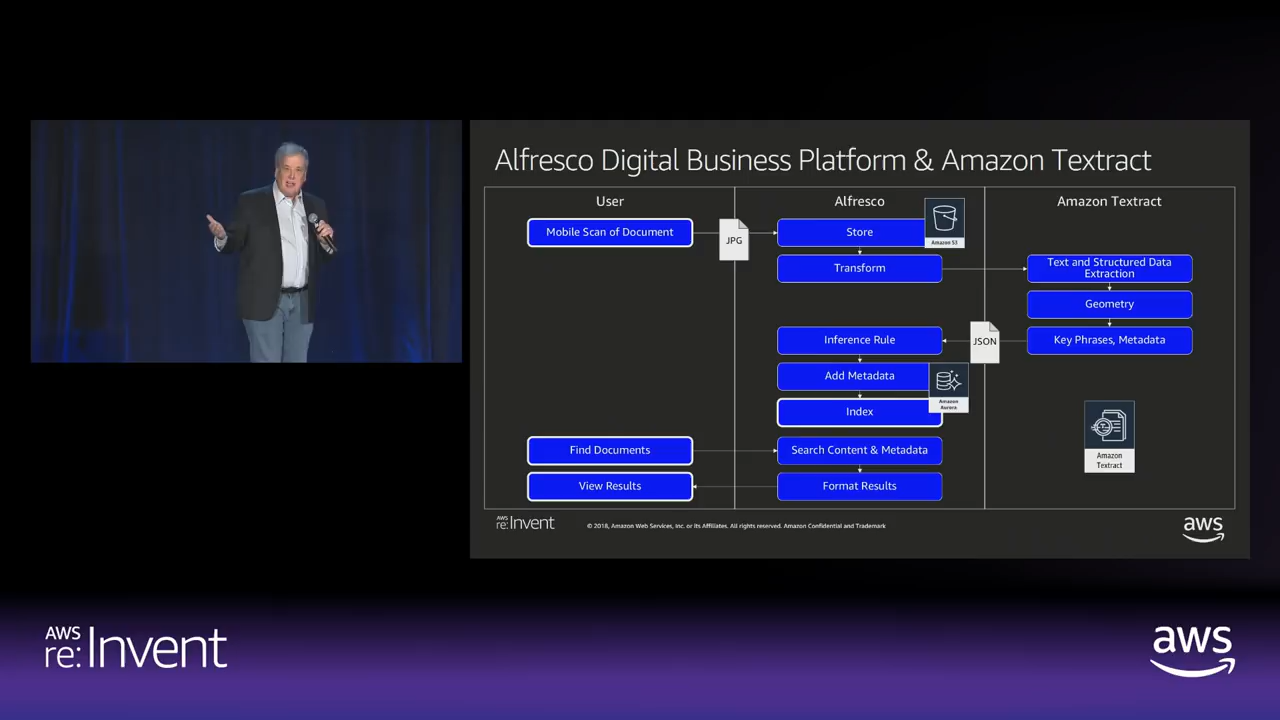 Alfresco Digital Business Platform & Amazon Textract
User
Alfresco
Amazon Textract
Mobile Scan of Document
JPG
Store
Amazon S3
Transform
Text and Structured Data
Extraction
Geometry
Inference Rule
JSON
Key Phrases, Metadata
Add Metadata
Amazon
Aurora
Index
Amazon
Textract
Find Documents
Search Content & Metadata
View Results
Format Results
AWS
re:Invent
© 2018, Amazon Web Services, Inc. or its Affiliates. All rights reserved. Amazon Confidential and Trademark
aws
AWS
re:Invent
aws